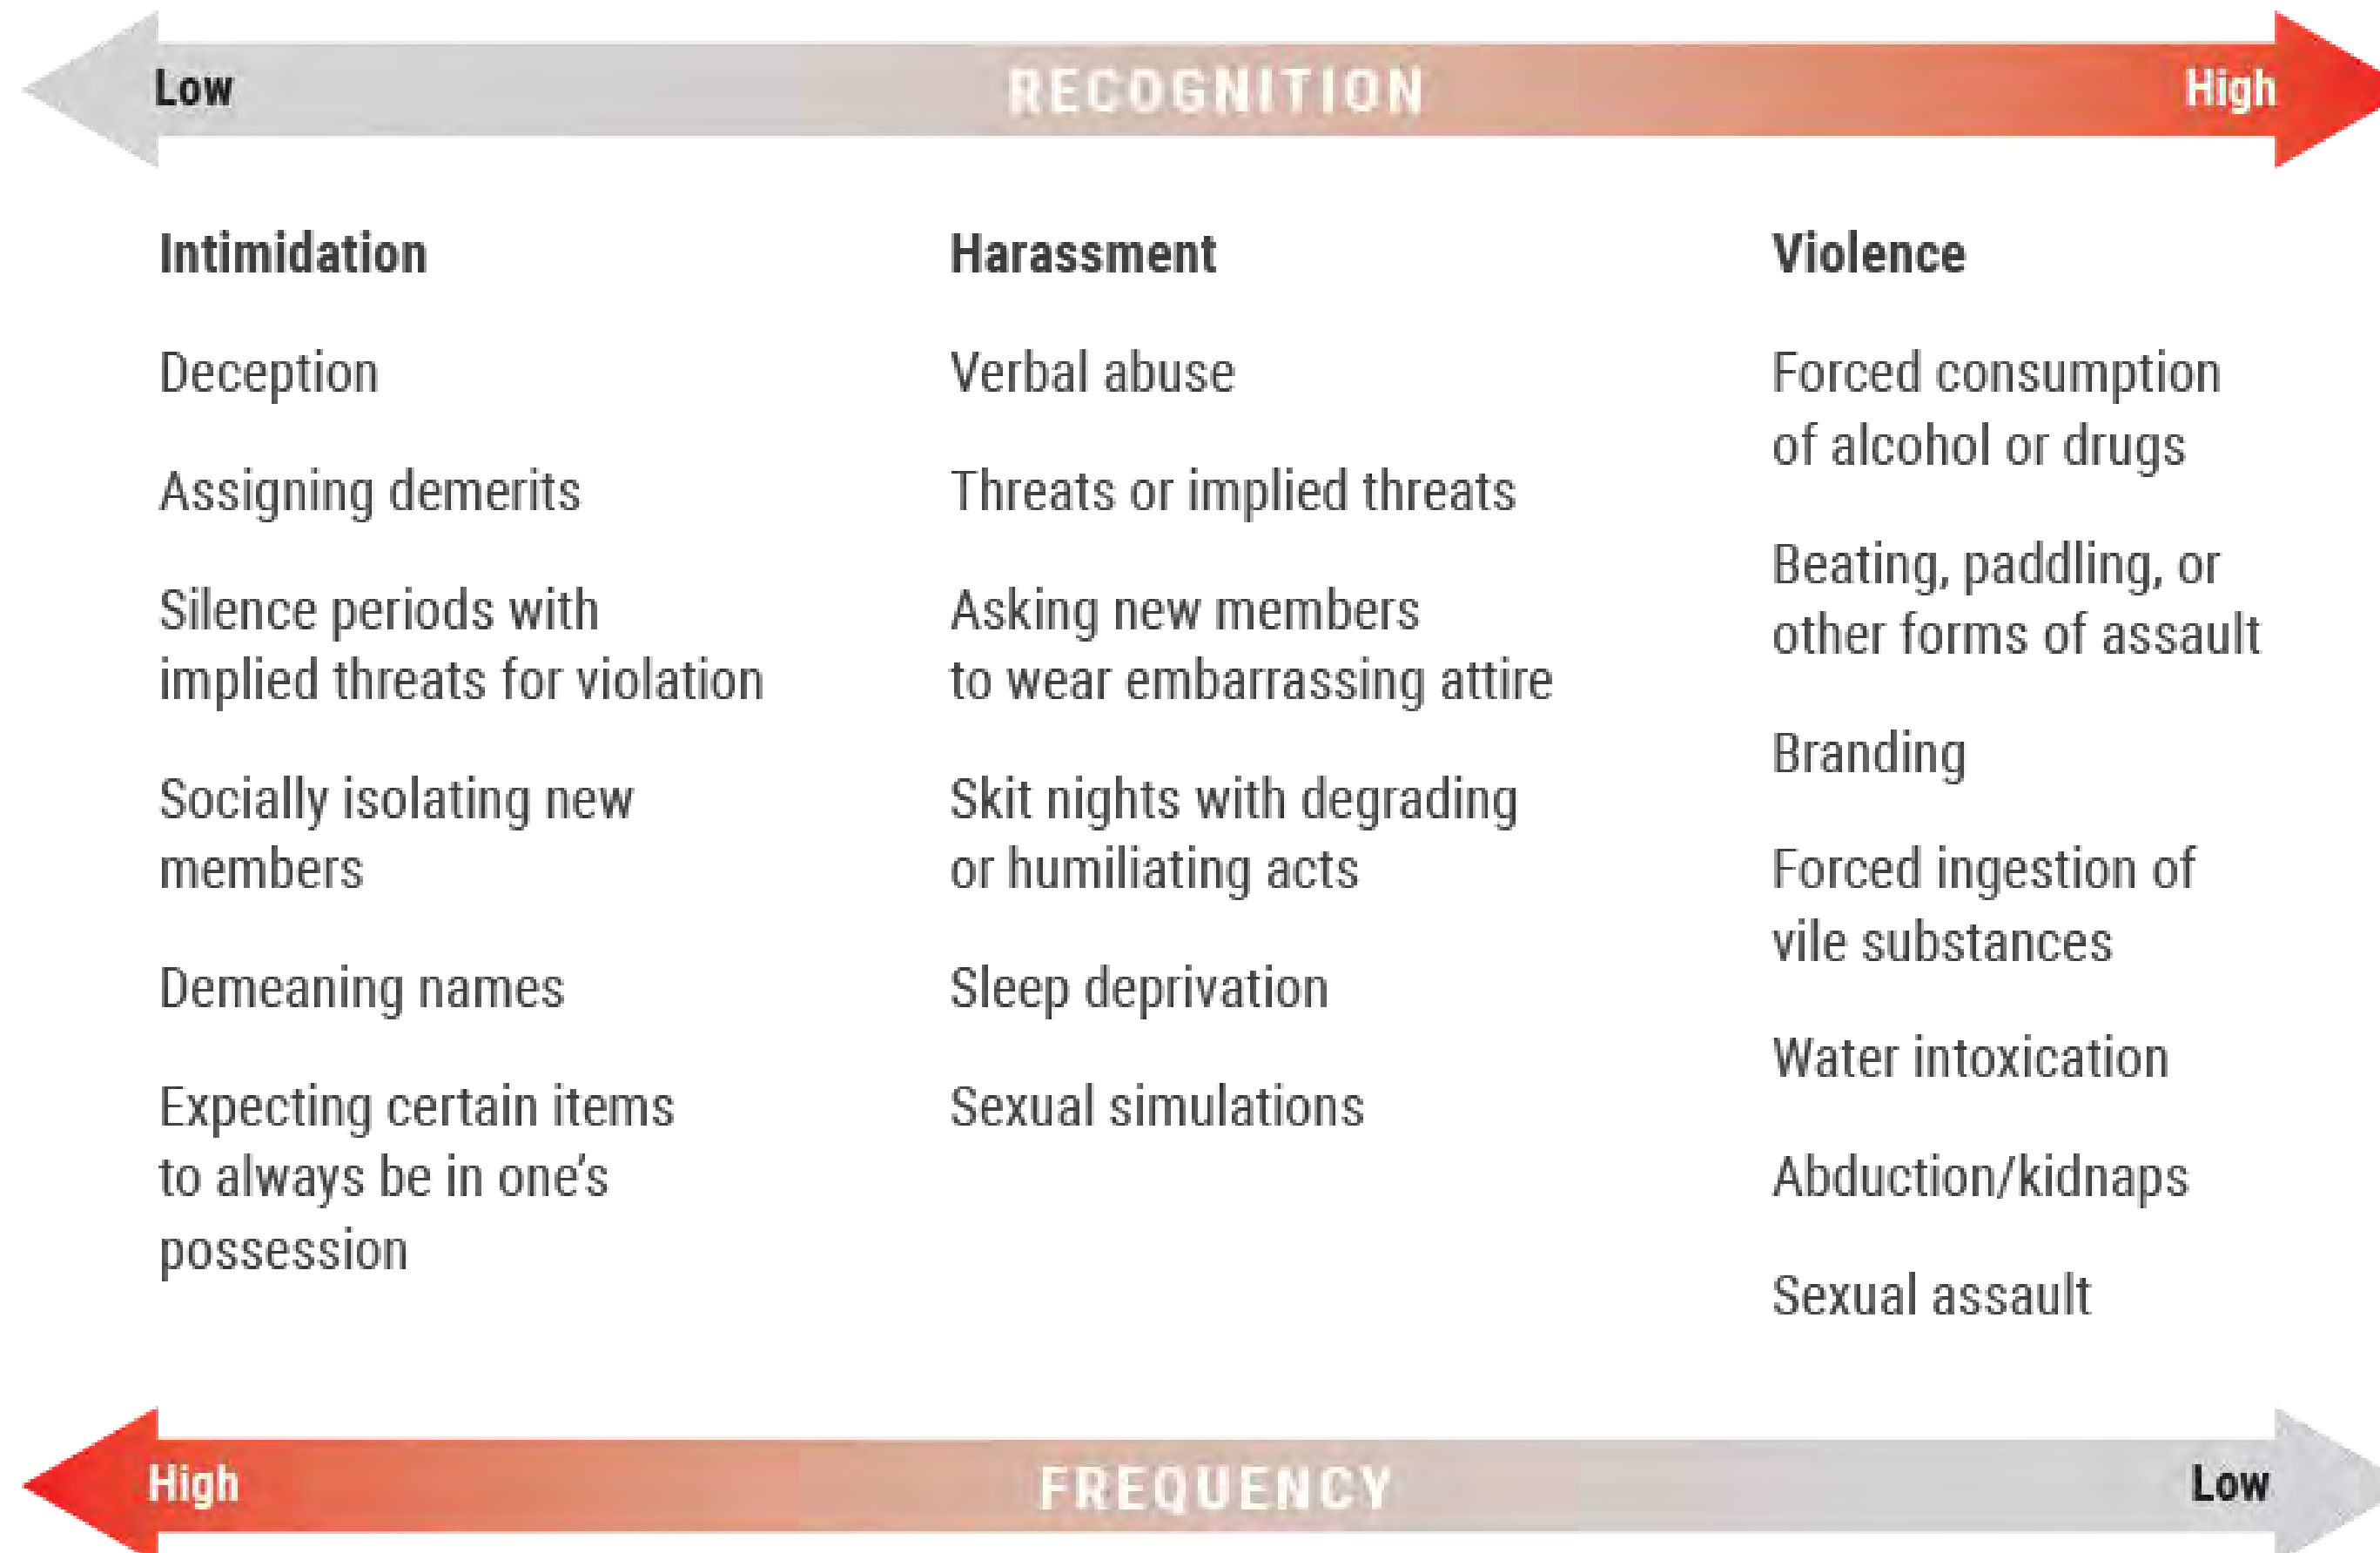 Low RECOGNITION High
Intimidation
Deception
Assigning demerits
Silence periods with
implied threats for violation
Socially isolating new
members
Demeaning names
Expecting certain items
to always be in one’s
possession
Harassment
Verbal abuse
Threats or implied threats
Asking new members
to wear embarrassing attire
Skit nights with degrading
or humiliating acts
Sleep deprivation
Sexual simulations
Violence
Forced consumption
of alcohol or drugs
Beating, paddling, or
other forms of assault
Branding
Forced ingestion of
vile substances
Water intoxication
Abduction/kidnaps
Sexual assault
High FREQUENCY Low